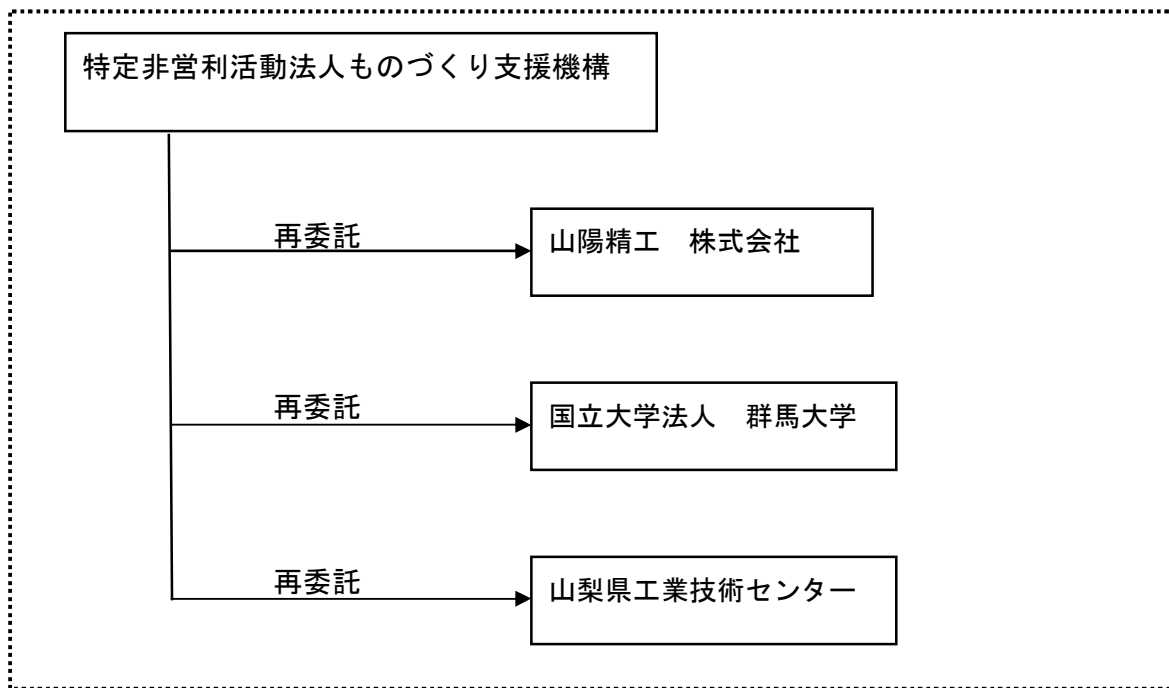 特定非営利活動法人ものづくり支援機構
再委託
山陽精工　株式会社
再委託
国立大学法人　群馬大学
再委託
山梨県工業技術センター